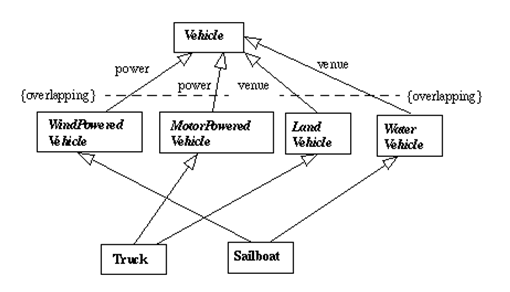 Vehicle
venue
power
power
venue
{overlapping}
{overlapping}
WindPowered
Vehicle
MotorPowered
Vehicle
Land
Vehicle
Water
Vehicle
Truck
Sailboat